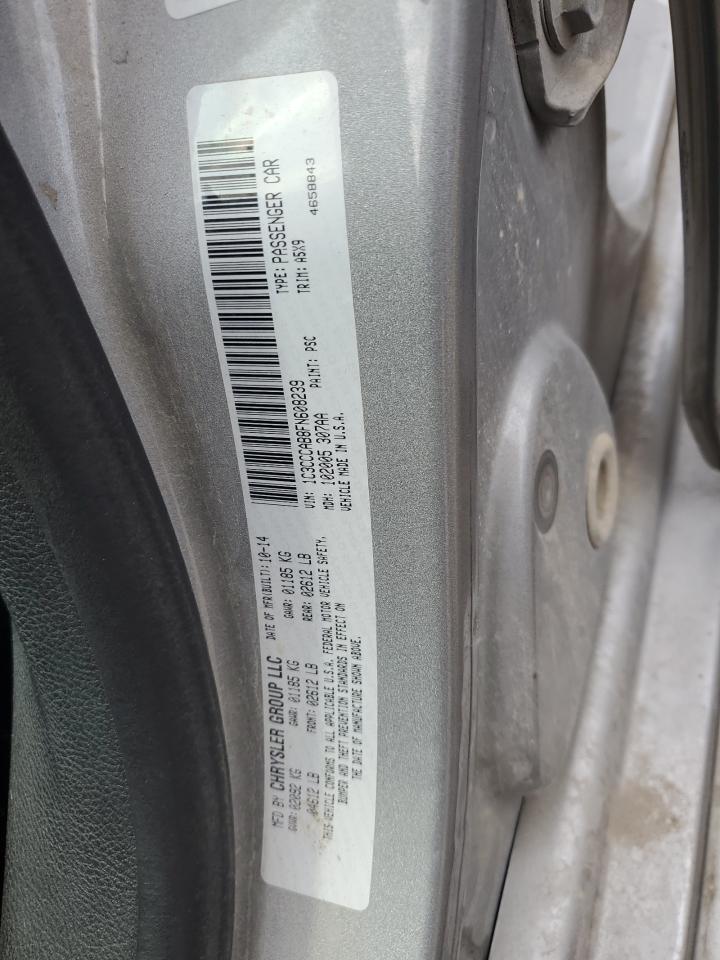 MFD BY CHRYSLER GROUP LLC DATE OF MFR(BUILT): 10-14
GVWR: 02092 KG GAWR: 01185 KG GAWR: 01185 KG
04612 LB FRONT: 02612 LB REAR: 02612 LB
THIS VEHICLE CONFORMS TO ALL APPLICABLE U.S.A. FEDERAL MOTOR VEHICLE SAFETY,
BUMPER AND THEFT PREVENTION STANDARDS IN EFFECT ON
THE DATE OF MANUFACTURE SHOWN ABOVE.
VIN: 1C3CCCAB8FN608239 TYPE: PASSENGER CAR
MDH: 102005 307AA PAINT: PSC TRIM: A5X9
VEHICLE MADE IN U.S.A. 4658843